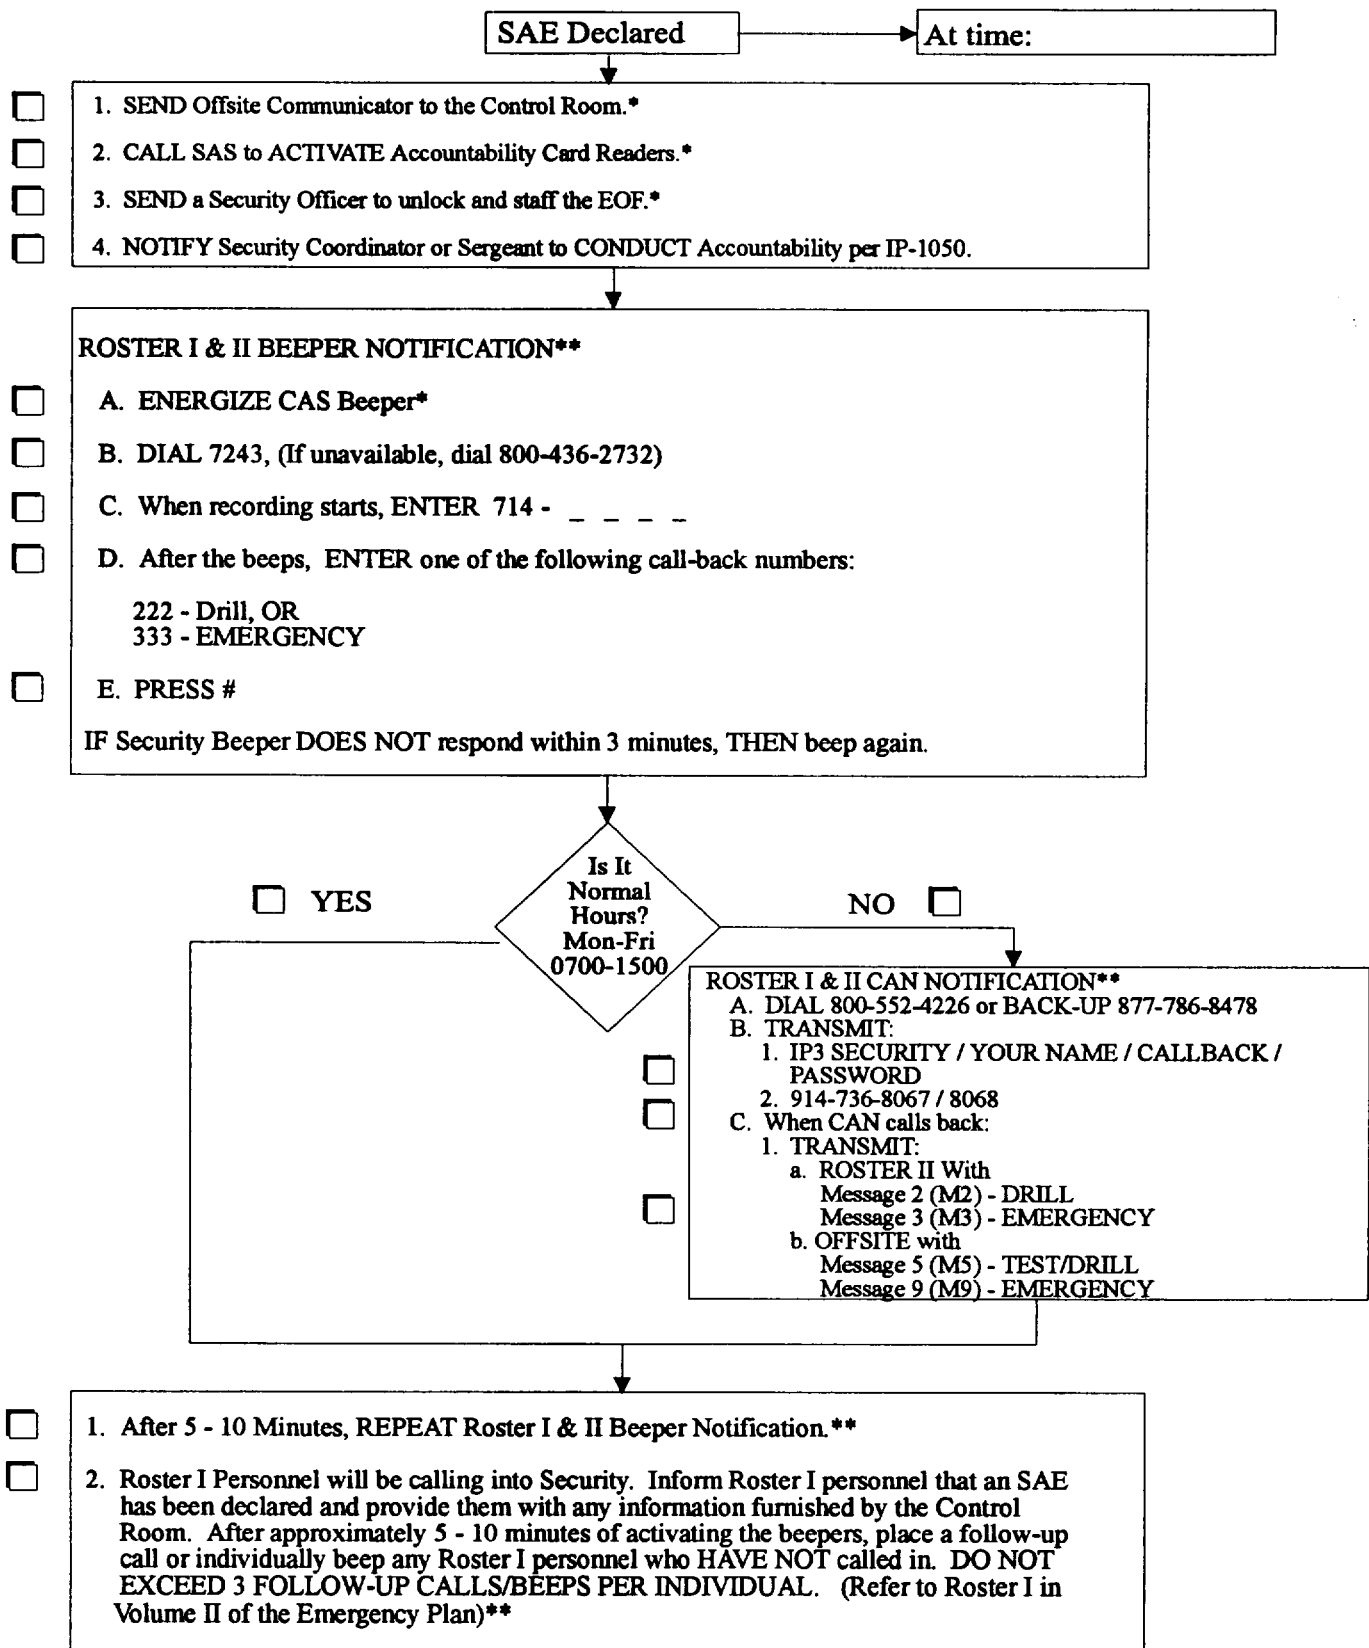 SAE Declared
At time:
1. SEND Offsite Communicator to the Control Room.*
2. CALL SAS to ACTIVATE Accountability Card Readers.*
3. SEND a Security Officer to unlock and staff the EOF.*
4. NOTIFY Security Coordinator or Sergeant to CONDUCT Accountability per IP-1050.
ROSTER I & II BEEPER NOTIFICATION**
A. ENERGIZE CAS Beeper*
B. DIAL 7243, (If unavailable, dial 800-436-2732)
C. When recording starts, ENTER 714 - _ _ _ _
D. After the beeps, ENTER one of the following call-back numbers:
222 - Drill, OR
333 - EMERGENCY
E. PRESS #
IF Security Beeper DOES NOT respond within 3 minutes, THEN beep again.
Is It
Normal
Hours?
Mon-Fri
0700-1500
YES
NO
ROSTER I & II CAN NOTIFICATION**
A. DIAL 800-552-4226 or BACK-UP 877-786-8478
B. TRANSMIT:
1. IP3 SECURITY / YOUR NAME / CALLBACK /
PASSWORD
2. 914-736-8067 / 8068
C. When CAN calls back:
1. TRANSMIT:
a. ROSTER II With
Message 2 (M2) - DRILL
Message 3 (M3) - EMERGENCY
b. OFFSITE with
Message 5 (M5) - TEST/DRILL
Message 9 (M9) - EMERGENCY
1. After 5 - 10 Minutes, REPEAT Roster I & II Beeper Notification.**
2. Roster I Personnel will be calling into Security. Inform Roster I personnel that an SAE
has been declared and provide them with any information furnished by the Control
Room. After approximately 5 - 10 minutes of activating the beepers, place a follow-up
call or individually beep any Roster I personnel who HAVE NOT called in. DO NOT
EXCEED 3 FOLLOW-UP CALLS/BEEPS PER INDIVIDUAL. (Refer to Roster I in
Volume II of the Emergency Plan)**